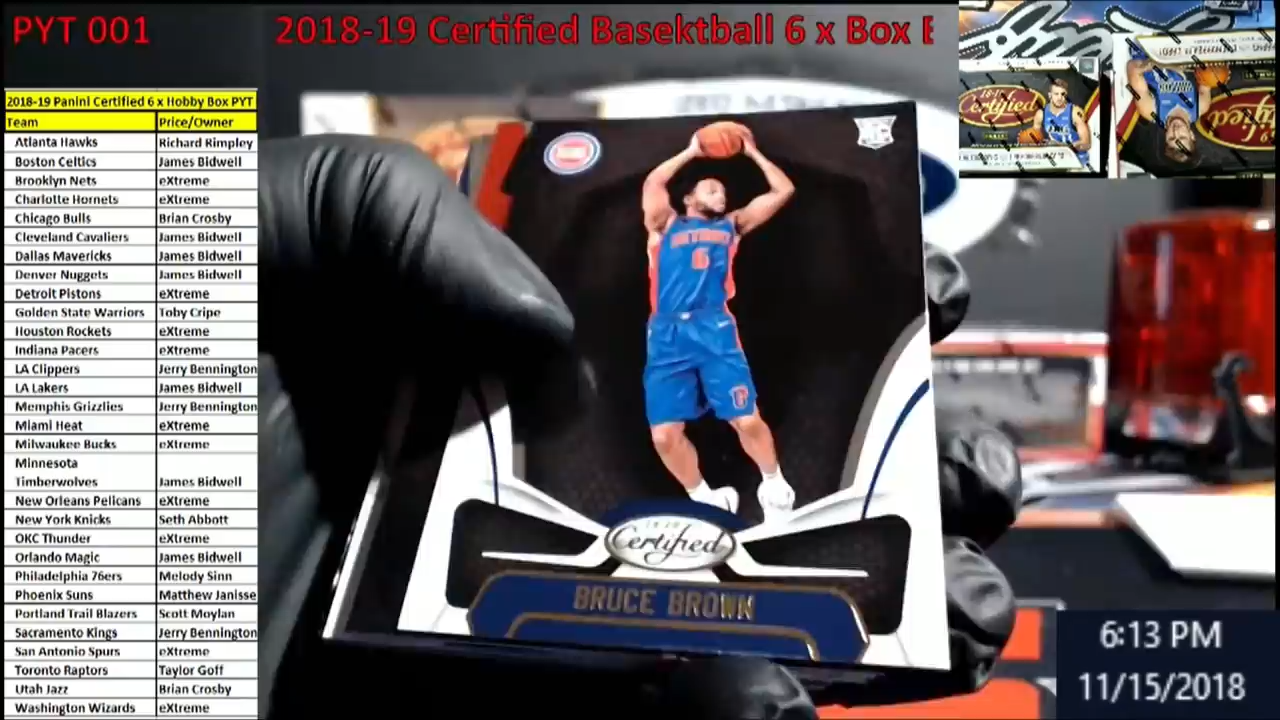 PYT 001
2018-19 Certified Basektball 6 x Box
2018-19 Panini Certified 6 x Hobby Box PYT
Team Price/Owner
Atlanta Hawks Richard Rimpley
Boston Celtics James Bidwell
Brooklyn Nets eXtreme
Charlotte Hornets eXtreme
Chicago Bulls Brian Crosby
Cleveland Cavaliers James Bidwell
Dallas Mavericks James Bidwell
Denver Nuggets James Bidwell
Detroit Pistons eXtreme
Golden State Warriors Toby Cripe
Houston Rockets eXtreme
Indiana Pacers eXtreme
LA Clippers Jerry Bennington
LA Lakers James Bidwell
Memphis Grizzlies Jerry Bennington
Miami Heat eXtreme
Milwaukee Bucks eXtreme
Minnesota
Timberwolves James Bidwell
New Orleans Pelicans eXtreme
New York Knicks Seth Abbott
OKC Thunder eXtreme
Orlando Magic James Bidwell
Philadelphia 76ers Melody Sinn
Phoenix Suns Matthew Janisse
Portland Trail Blazers Scott Moylan
Sacramento Kings Jerry Bennington
San Antonio Spurs eXtreme
Toronto Raptors Taylor Goff
Utah Jazz Brian Crosby
Washington Wizards eXtreme
DETROIT
6
Certified
BRUCE BROWN
Certified
Certified
6:13 PM
11/15/2018